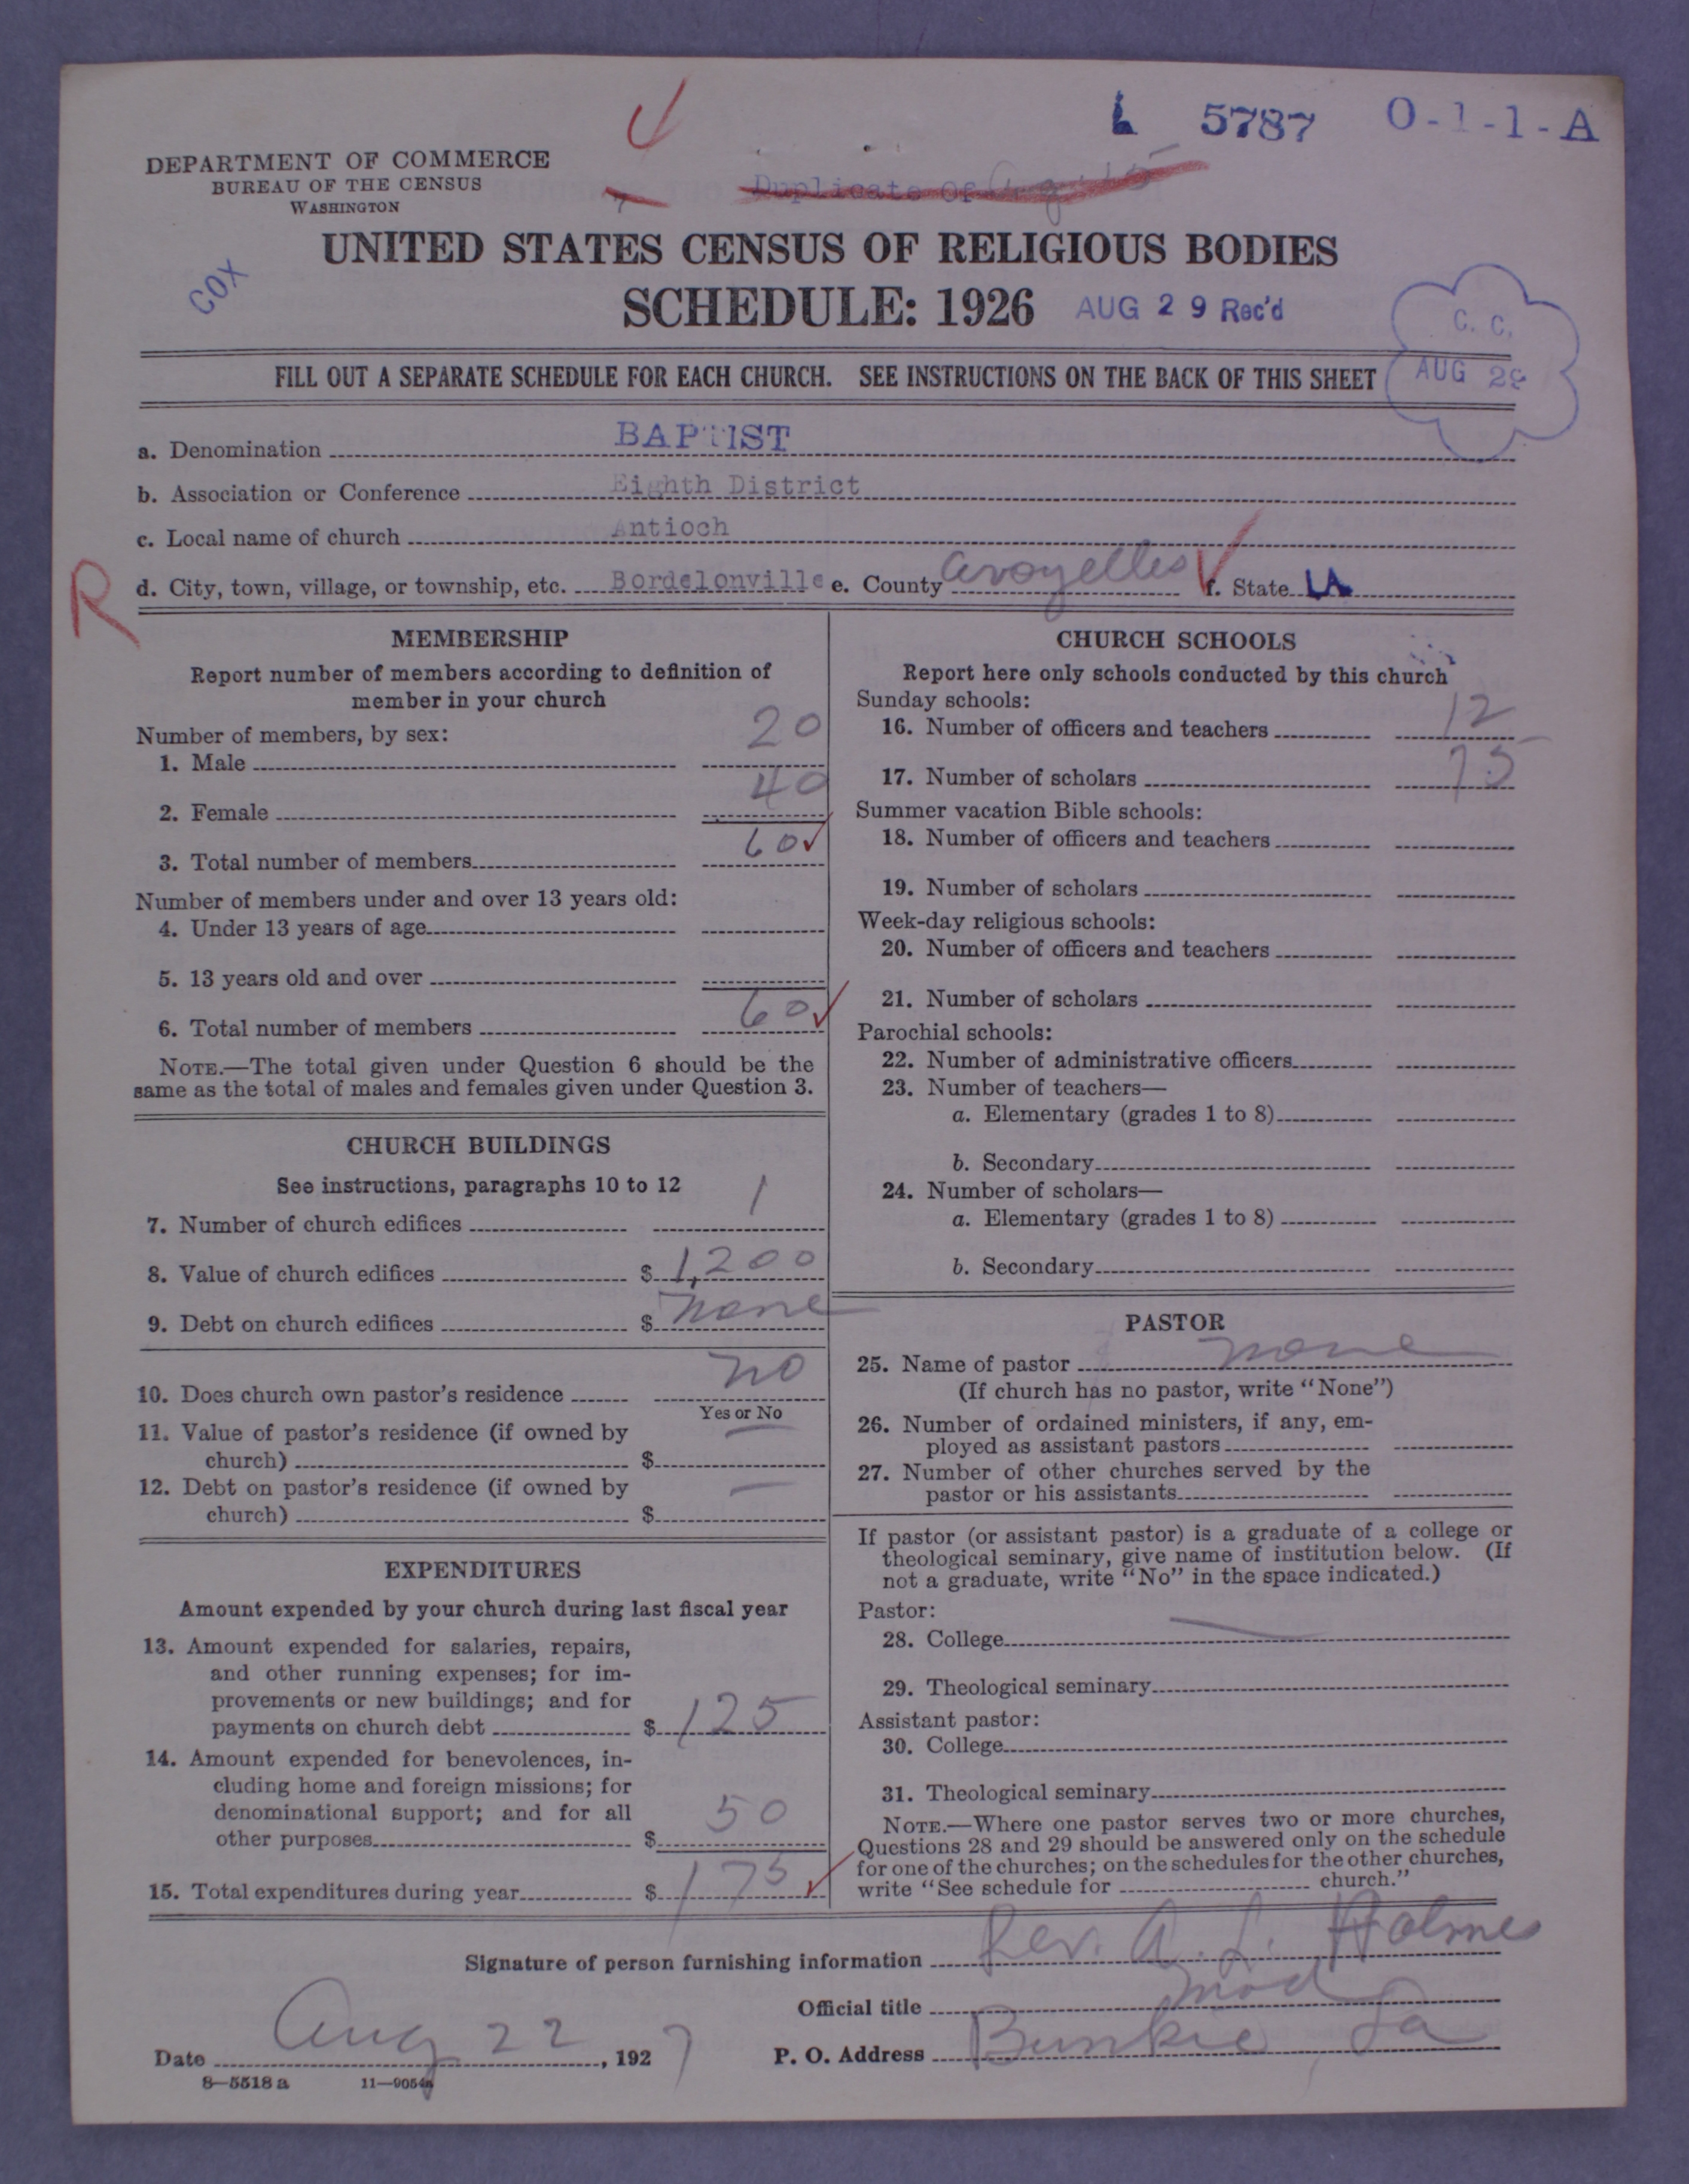 L 5787 O-1-1-A
DEPARTMENT OF COMMERCE
BUREAU OF THE CENSUS
WASHINGTON
Duplicate Of
UNITED STATES CENSUS OF RELIGIOUS BODIES
COX
SCHEDULE: 1926 AUG 29 Rec'd
C. C.
AUG 29
FILL OUT A SEPARATE SCHEDULE FOR EACH CHURCH. SEE INSTRUCTIONS ON THE BACK OF THIS SHEET
a. Denomination BAPTIST
b. Association or Conference Eighth District
c. Local name of church Antioch
R d. City, town, village, or township, etc. Bordelonville e. County Avoyelles f. State LA
MEMBERSHIP
Report number of members according to definition of
member in your church
Number of members, by sex:
1. Male 20
2. Female 40
3. Total number of members 60
Number of members under and over 13 years old:
4. Under 13 years of age
5. 13 years old and over
6. Total number of members 60
NOTE.—The total given under Question 6 should be the
same as the total of males and females given under Question 3.
CHURCH BUILDINGS
See instructions, paragraphs 10 to 12
7. Number of church edifices 1
8. Value of church edifices $ 1,200
9. Debt on church edifices $ None
10. Does church own pastor's residence No
Yes or No
11. Value of pastor's residence (if owned by
church) $ —
12. Debt on pastor's residence (if owned by
church) $ —
EXPENDITURES
Amount expended by your church during last fiscal year
13. Amount expended for salaries, repairs,
and other running expenses; for im-
provements or new buildings; and for
payments on church debt $ 125
14. Amount expended for benevolences, in-
cluding home and foreign missions; for
denominational support; and for all
other purposes $ 50
15. Total expenditures during year $ 175
CHURCH SCHOOLS
Report here only schools conducted by this church
Sunday schools:
16. Number of officers and teachers 12
17. Number of scholars 75
Summer vacation Bible schools:
18. Number of officers and teachers
19. Number of scholars
Week-day religious schools:
20. Number of officers and teachers
21. Number of scholars
Parochial schools:
22. Number of administrative officers
23. Number of teachers—
a. Elementary (grades 1 to 8)
b. Secondary
24. Number of scholars—
a. Elementary (grades 1 to 8)
b. Secondary
PASTOR
25. Name of pastor None
(If church has no pastor, write "None")
26. Number of ordained ministers, if any, em-
ployed as assistant pastors
27. Number of other churches served by the
pastor or his assistants
If pastor (or assistant pastor) is a graduate of a college or
theological seminary, give name of institution below. (If
not a graduate, write "No" in the space indicated.)
Pastor:
28. College —
29. Theological seminary
Assistant pastor:
30. College
31. Theological seminary
NOTE.—Where one pastor serves two or more churches,
Questions 28 and 29 should be answered only on the schedule
for one of the churches; on the schedules for the other churches,
write "See schedule for church."
Signature of person furnishing information Rev. A. L. Holmes
Official title Mod
Date Aug 22, 1927 P. O. Address Bunkie, La
8—5518 a 11—9054a